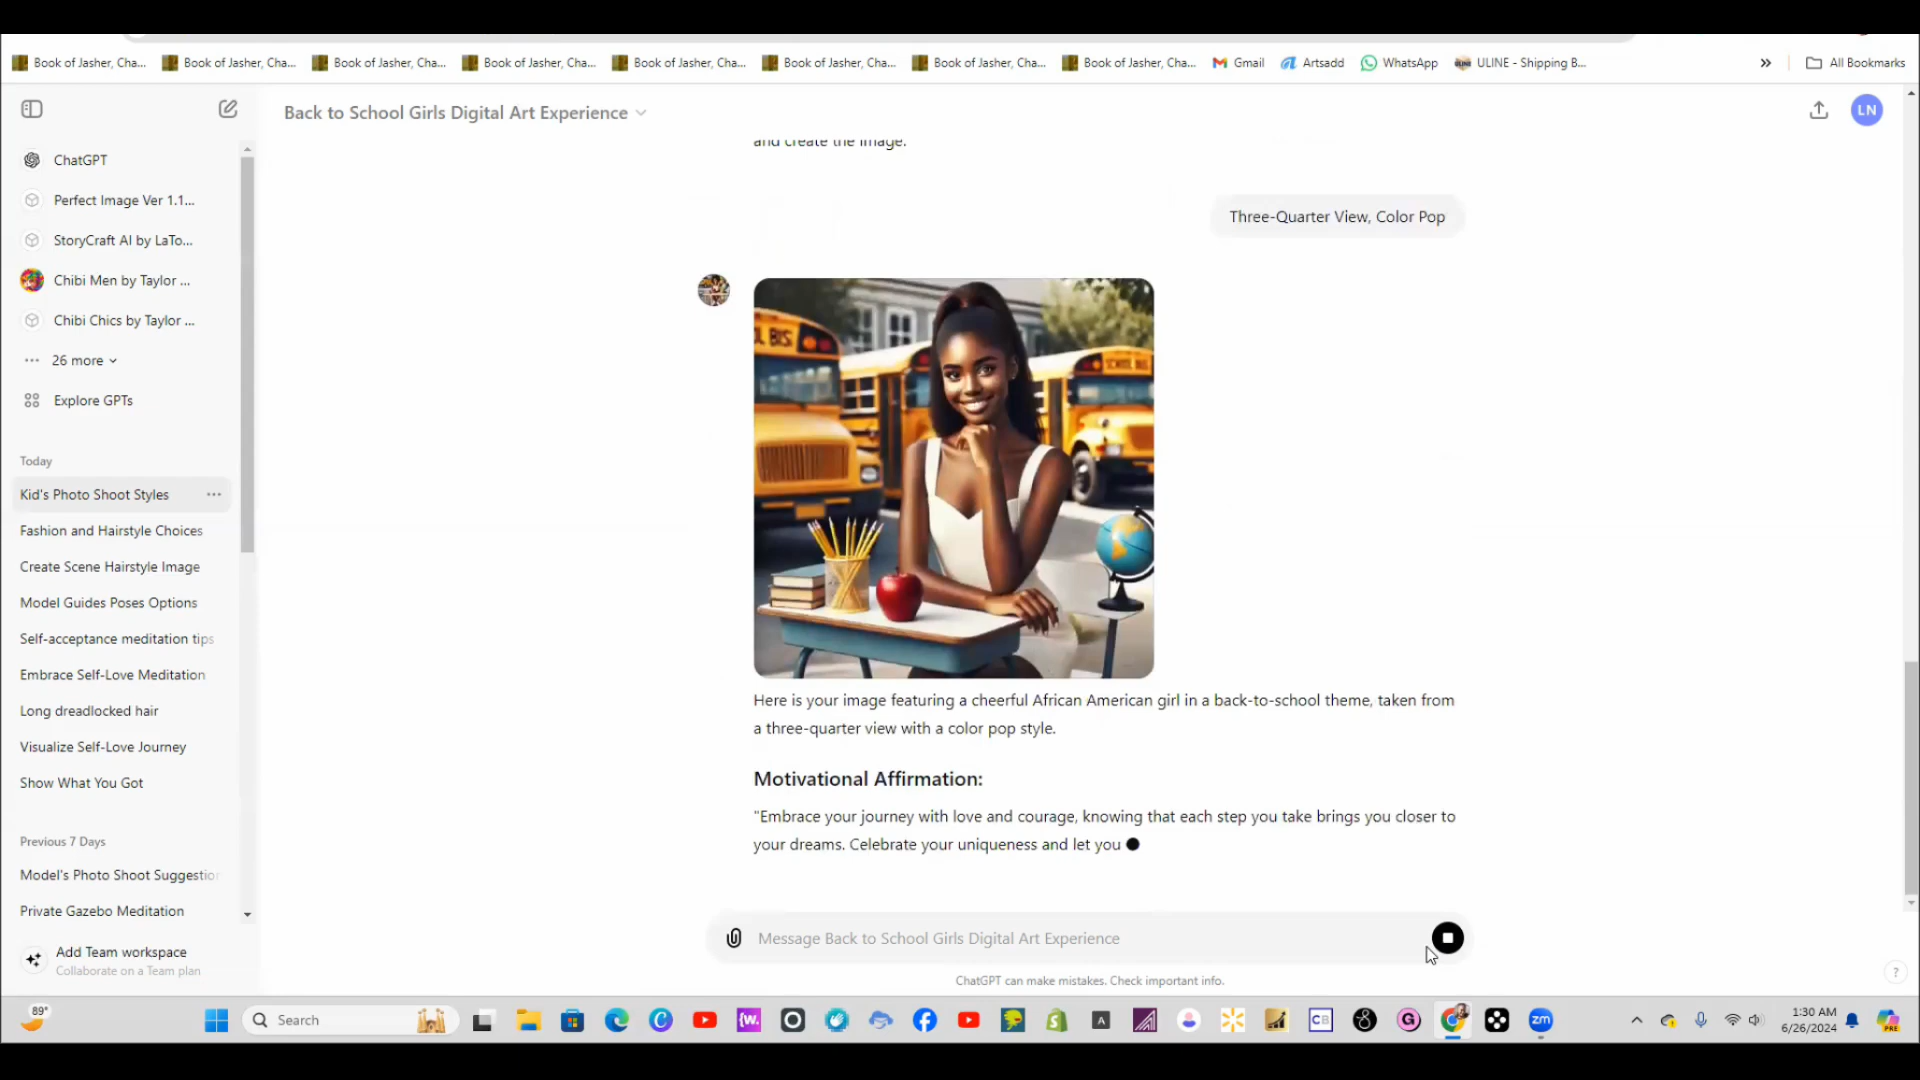 Book of Jasher, Cha...
Book of Jasher, Cha...
Book of Jasher, Cha...
Book of Jasher, Cha...
Book of Jasher, Cha...
Book of Jasher, Cha...
Book of Jasher, Cha...
Book of Jasher, Cha...
Gmail
Artsadd
WhatsApp
ULINE - Shipping B...
All Bookmarks
Back to School Girls Digital Art Experience
LN
ChatGPT
Perfect Image Ver 1.1...
StoryCraft AI by LaTo...
Chibi Men by Taylor ...
Chibi Chics by Taylor ...
26 more
Explore GPTs
Today
Kid's Photo Shoot Styles
Fashion and Hairstyle Choices
Create Scene Hairstyle Image
Model Guides Poses Options
Self-acceptance meditation tips
Embrace Self-Love Meditation
Long dreadlocked hair
Visualize Self-Love Journey
Show What You Got
Previous 7 Days
Model's Photo Shoot Suggestion
Private Gazebo Meditation
Add Team workspace
Collaborate on a Team plan
and create the image.
Three-Quarter View, Color Pop
OL BIS
Here is your image featuring a cheerful African American girl in a back-to-school theme, taken from
a three-quarter view with a color pop style.
Motivational Affirmation:
"Embrace your journey with love and courage, knowing that each step you take brings you closer to
your dreams. Celebrate your uniqueness and let you
Message Back to School Girls Digital Art Experience
ChatGPT can make mistakes. Check important info.
?
89°
Search
CB
zm
1:30 AM
6/26/2024
PRE